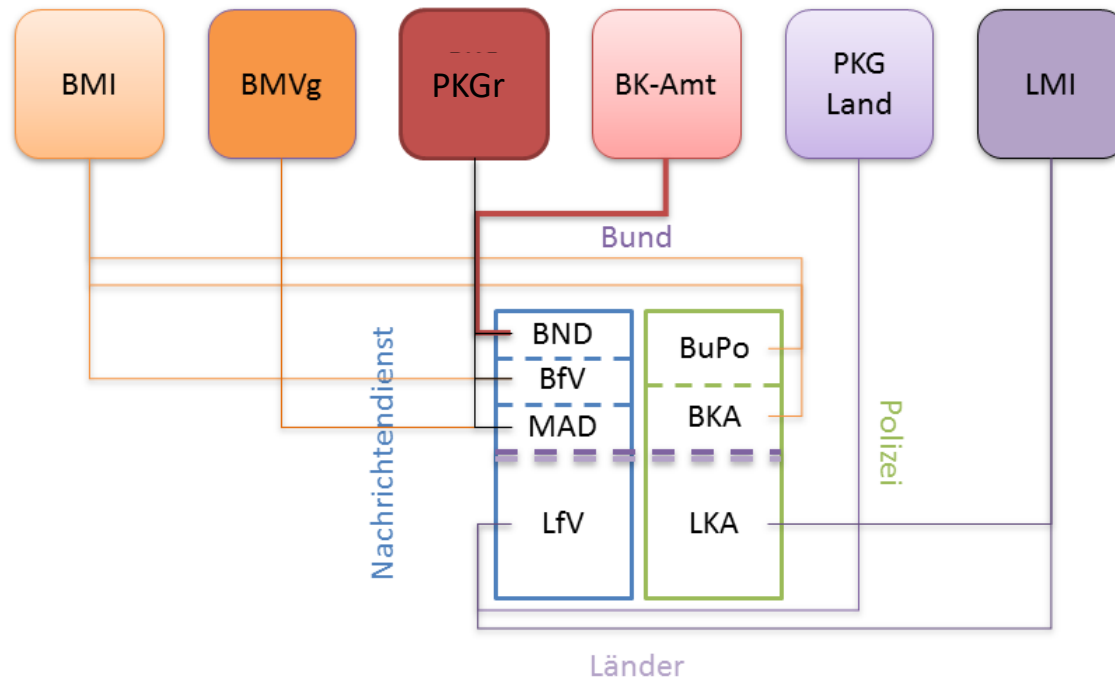 BMI
BMVg
PKGr
BK-Amt
PKG
Land
LMI
Bund
Nachrichtendienst
BND
BfV
MAD
LfV
BuPo
BKA
LKA
Polizei
Länder